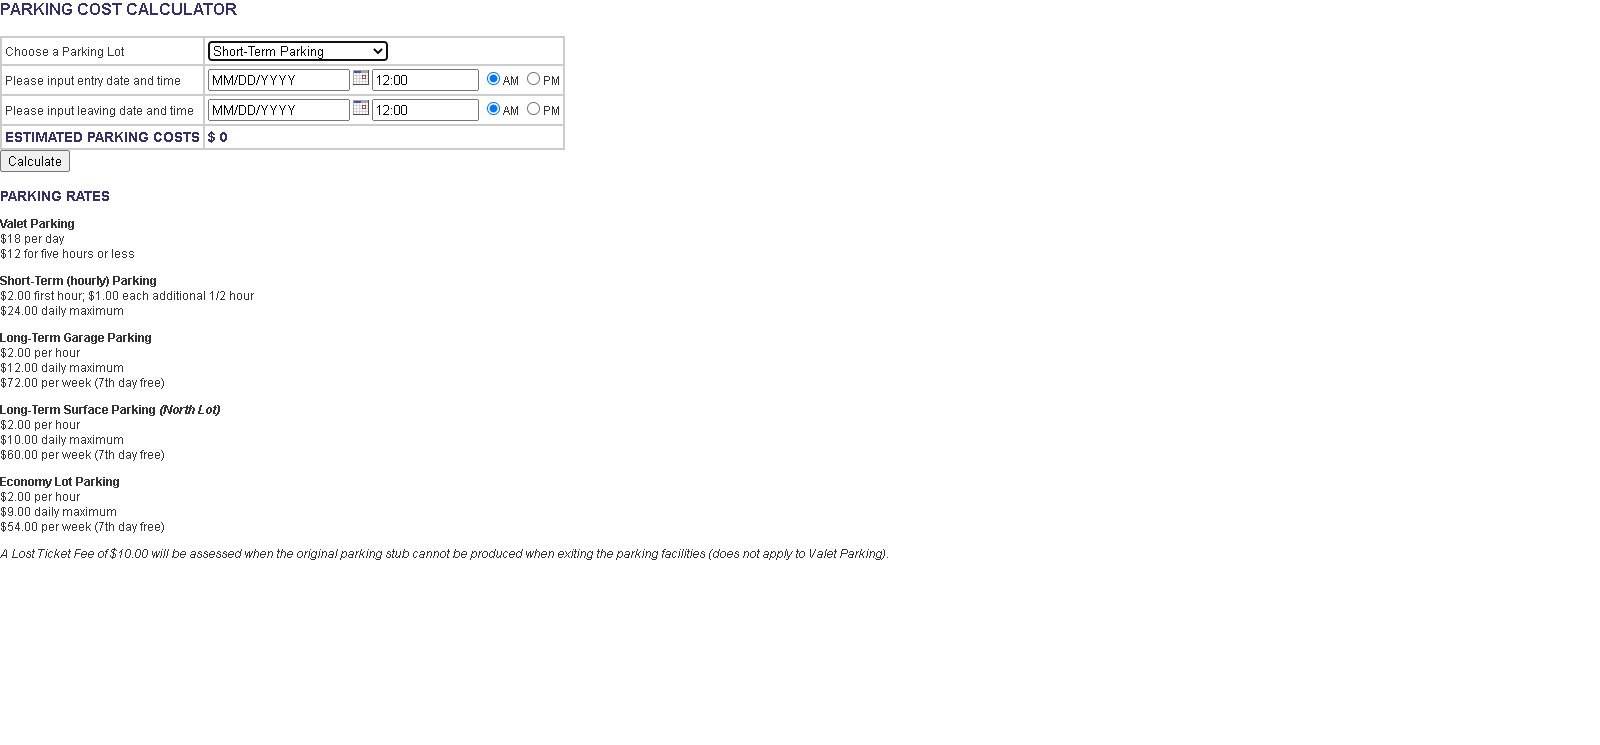 PARKING COST CALCULATOR
Choose a Parking Lot Short-Term Parking
Please input entry date and time MM/DD/YYYY 12:00 AM PM
Please input leaving date and time MM/DD/YYYY 12:00 AM PM
ESTIMATED PARKING COSTS $ 0
Calculate
PARKING RATES
Valet Parking
$18 per day
$12 for five hours or less
Short-Term (hourly) Parking
$2.00 first hour; $1.00 each additional 1/2 hour
$24.00 daily maximum
Long-Term Garage Parking
$2.00 per hour
$12.00 daily maximum
$72.00 per week (7th day free)
Long-Term Surface Parking (North Lot)
$2.00 per hour
$10.00 daily maximum
$60.00 per week (7th day free)
Economy Lot Parking
$2.00 per hour
$9.00 daily maximum
$54.00 per week (7th day free)
A Lost Ticket Fee of $10.00 will be assessed when the original parking stub cannot be produced when exiting the parking facilities (does not apply to Valet Parking).